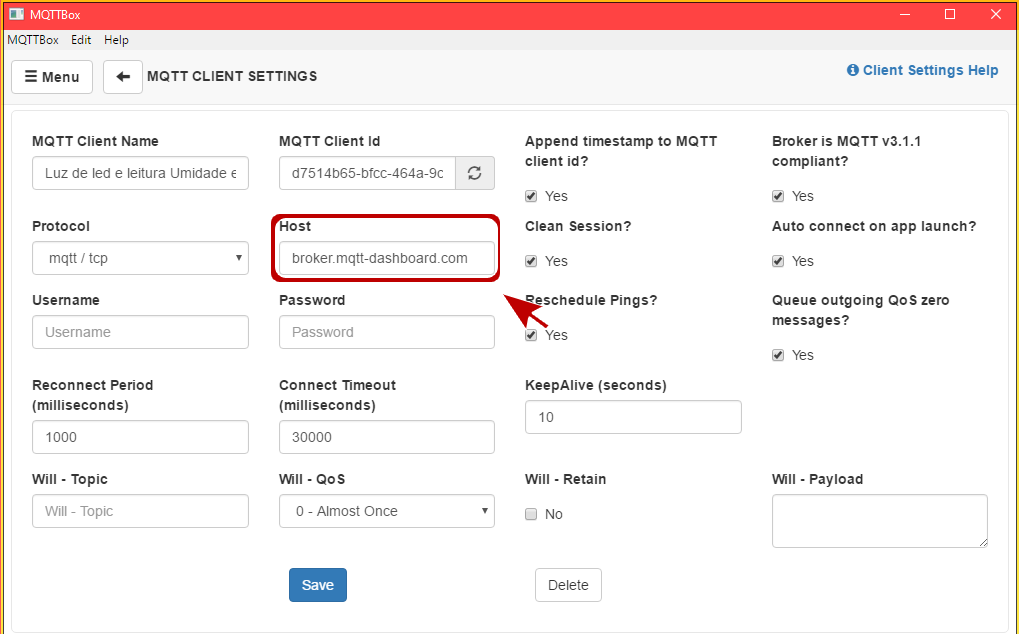 MQTTBox
MQTTBox Edit Help
Menu
MQTT CLIENT SETTINGS
Client Settings Help
MQTT Client Name
Luz de led e leitura Umidade e
MQTT Client Id
d7514b65-bfcc-464a-9c
Append timestamp to MQTT
client id?
Yes
Broker is MQTT v3.1.1
compliant?
Yes
Protocol
mqtt / tcp
Host
broker.mqtt-dashboard.com
Clean Session?
Yes
Auto connect on app launch?
Yes
Username
Username
Password
Password
Reschedule Pings?
Yes
Queue outgoing QoS zero
messages?
Yes
Reconnect Period
(milliseconds)
1000
Connect Timeout
(milliseconds)
30000
KeepAlive (seconds)
10
Will - Topic
Will - Topic
Will - QoS
0 - Almost Once
Will - Retain
No
Will - Payload
Save
Delete